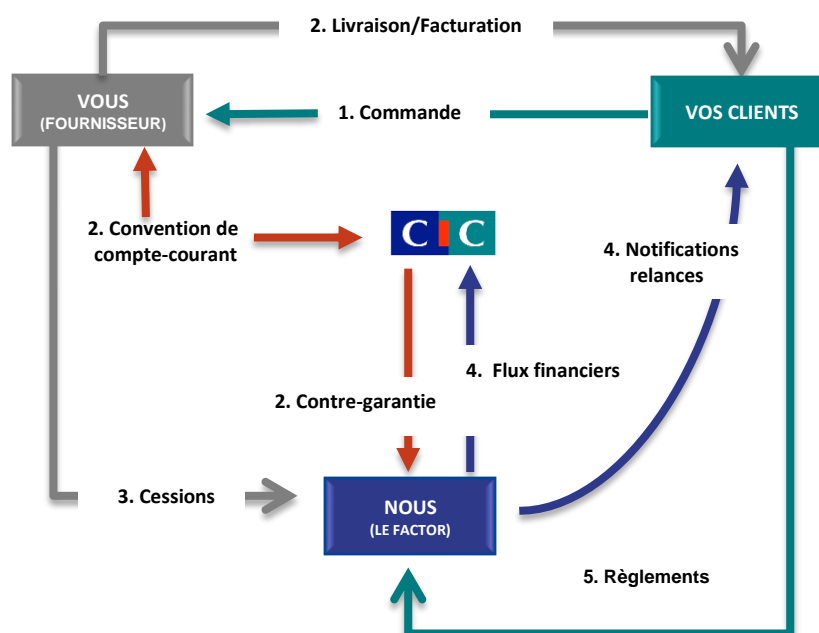 2. Livraison/Facturation
VOUS
(FOURNISSEUR)
1. Commande
VOS CLIENTS
2. Convention de
compte-courant
CIC
4. Notifications
relances
4. Flux financiers
2. Contre-garantie
3. Cessions
NOUS
(LE FACTOR)
5. Règlements